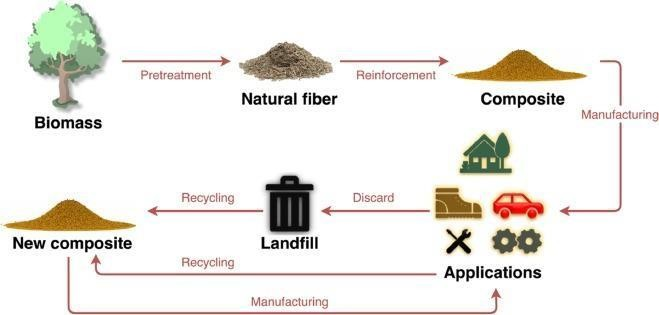 Pretreatment
Reinforcement
Biomass
Natural fiber
Composite
Manufacturing
Recycling
Discard
New composite
Landfill
Recycling
Applications
Manufacturing